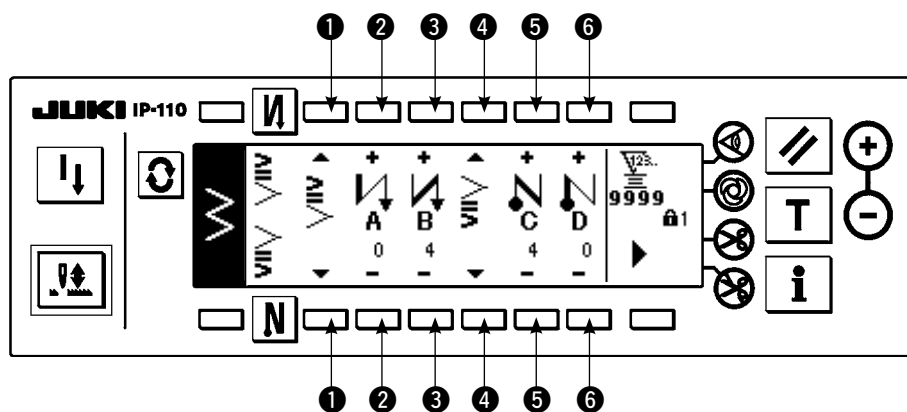 ❶ ❷ ❸ ❹ ❺ ❻
JUKI IP-110
A B C D
0 4 4 0
123..
9999
1
T
i
+
−
❶ ❷ ❸ ❹ ❺ ❻